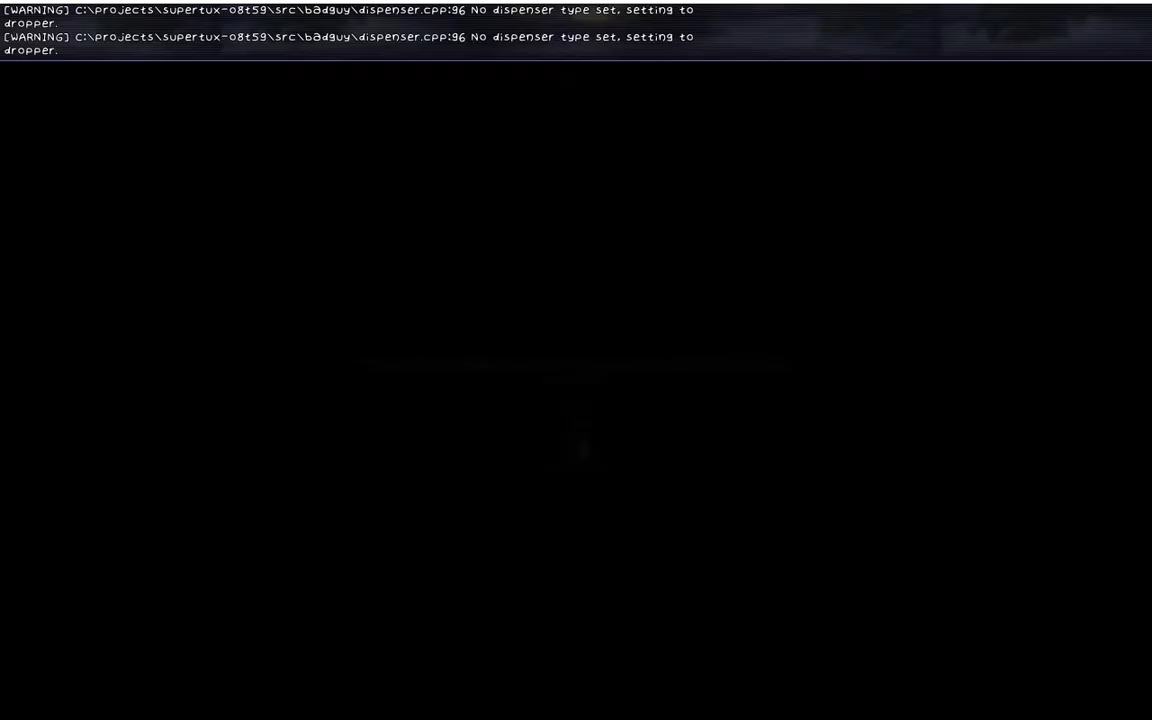 [WARNING] C:\projects\supertux-o8t59\src\badguy\dispenser.cpp:96 No dispenser type set, setting to
dropper.
[WARNING] C:\projects\supertux-o8t59\src\badguy\dispenser.cpp:96 No dispenser type set, setting to
dropper.